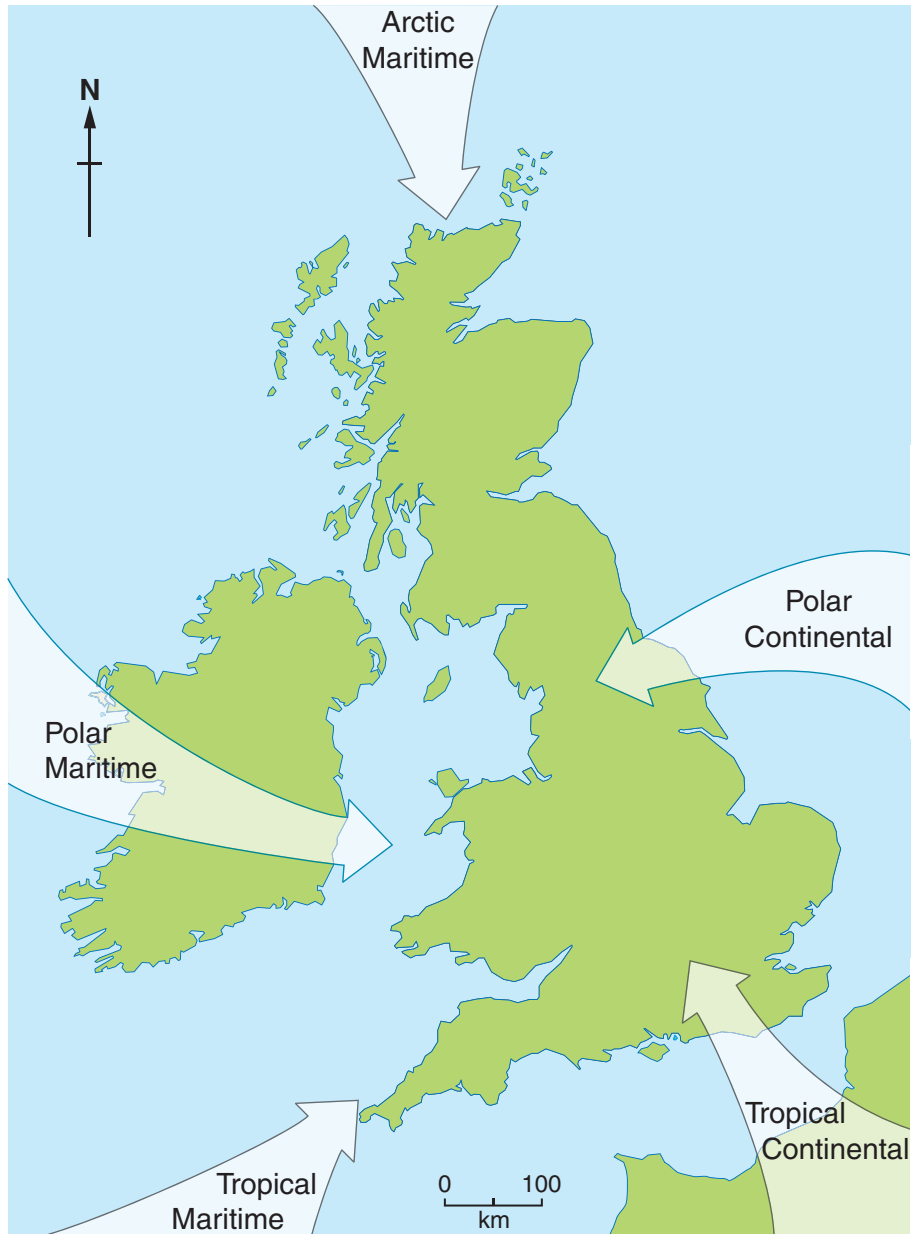 Arctic
Maritime
N
Polar
Continental
Polar
Maritime
Tropical
Continental
Tropical
Maritime
0 100
km